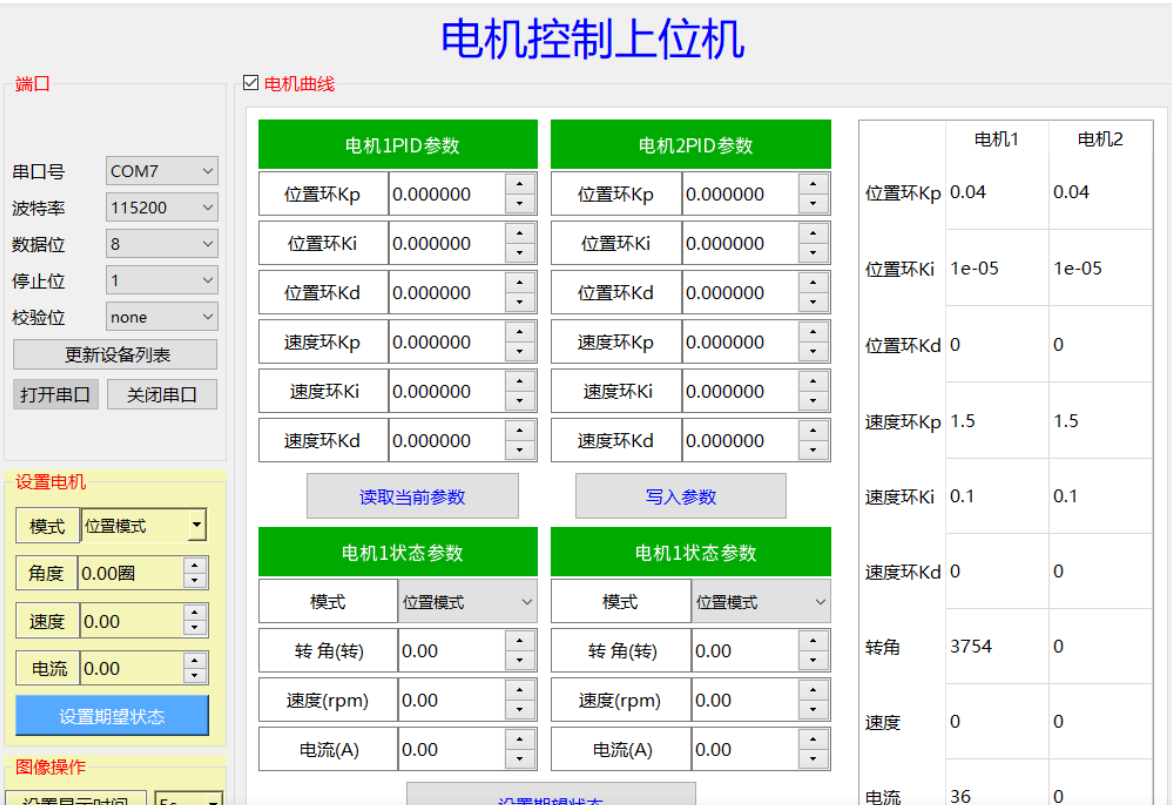 电机控制上位机
端口
串口号 COM7
波特率 115200
数据位 8
停止位 1
校验位 none
更新设备列表
打开串口 关闭串口
设置电机
模式 位置模式
角度 0.00圈
速度 0.00
电流 0.00
设置期望状态
图像操作
设置显示时间 5s
电机曲线
电机1PID参数
位置环Kp 0.000000
位置环Ki 0.000000
位置环Kd 0.000000
速度环Kp 0.000000
速度环Ki 0.000000
速度环Kd 0.000000
电机2PID参数
位置环Kp 0.000000
位置环Ki 0.000000
位置环Kd 0.000000
速度环Kp 0.000000
速度环Ki 0.000000
速度环Kd 0.000000
读取当前参数 写入参数
电机1状态参数
模式 位置模式
转 角(转) 0.00
速度(rpm) 0.00
电流(A) 0.00
电机1状态参数
模式 位置模式
转 角(转) 0.00
速度(rpm) 0.00
电流(A) 0.00
设置期望状态
电机1 电机2
位置环Kp 0.04 0.04
位置环Ki 1e-05 1e-05
位置环Kd 0 0
速度环Kp 1.5 1.5
速度环Ki 0.1 0.1
速度环Kd 0 0
转角 3754 0
速度 0 0
电流 36 0